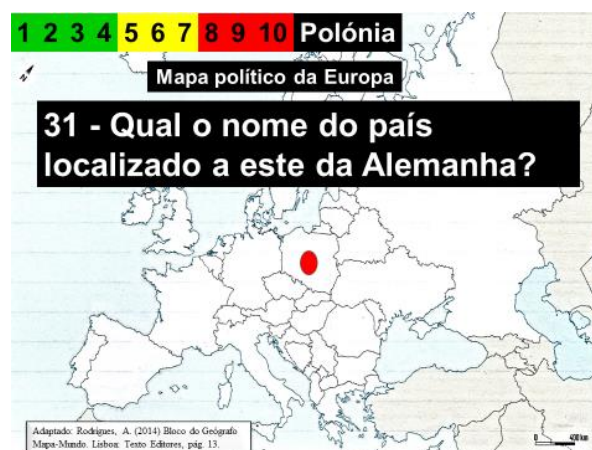 1 2 3 4 5 6 7 8 9 10 Polónia
N
Mapa político da Europa
31 - Qual o nome do país
localizado a este da Alemanha?
Adaptado: Rodrigues, A. (2014) Bloco do Geógrafo
Mapa-Mundo. Lisboa: Texto Editores, pág. 13.
0 400 km